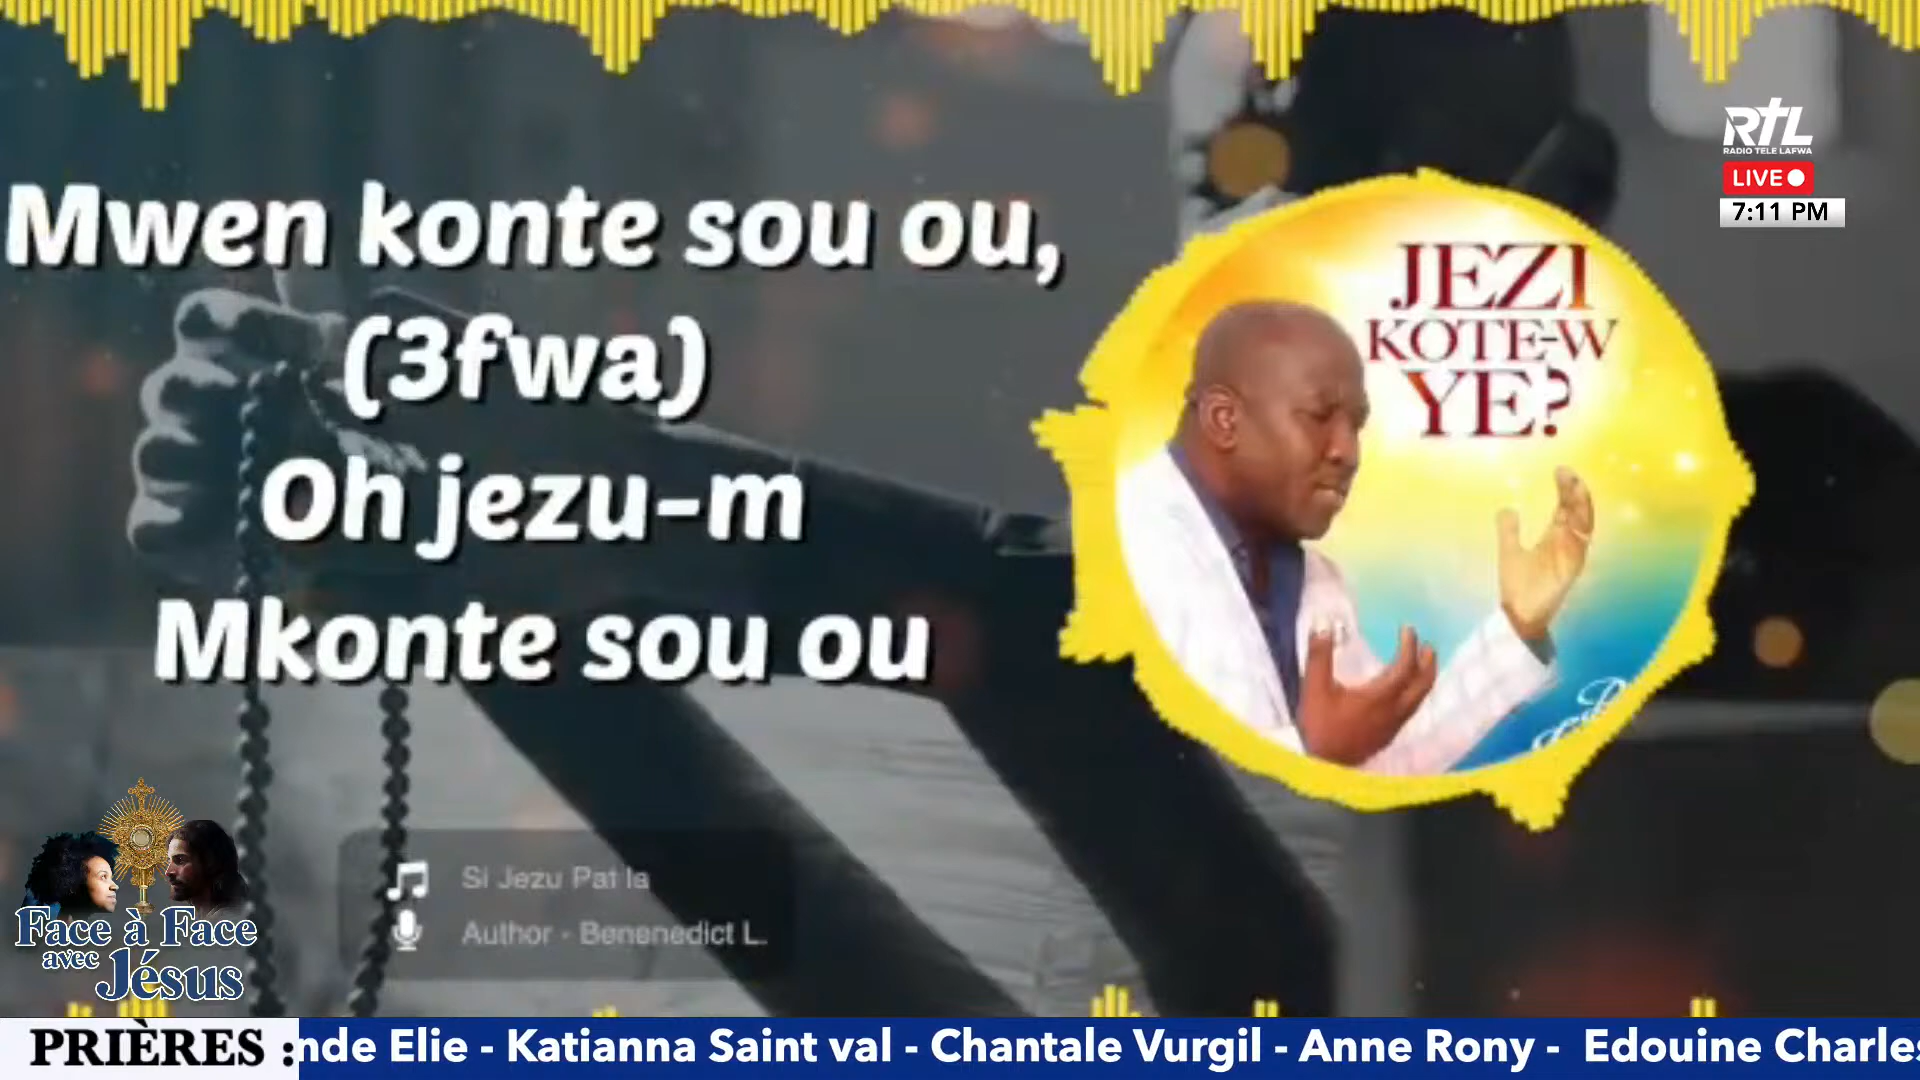 Mwen konte sou ou,
(3fwa)
Oh jezu-m
Mkonte sou ou
JEZI
KOTE-W
YE?
RTL
RADIO TELE LAFWA
LIVE
7:11 PM
Si Jezu Pat la
Author - Benenedict L.
Face à Face
avec Jésus
PRIÈRES : nde Elie - Katianna Saint val - Chantale Vurgil - Anne Rony - Edouine Charles